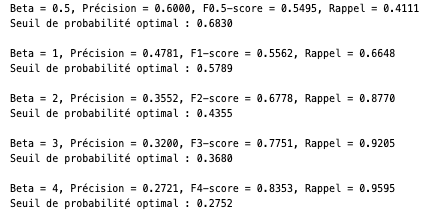 Beta = 0.5, Précision = 0.6000, F0.5-score = 0.5495, Rappel = 0.4111
Seuil de probabilité optimal : 0.6830
Beta = 1, Précision = 0.4781, F1-score = 0.5562, Rappel = 0.6648
Seuil de probabilité optimal : 0.5789
Beta = 2, Précision = 0.3552, F2-score = 0.6778, Rappel = 0.8770
Seuil de probabilité optimal : 0.4355
Beta = 3, Précision = 0.3200, F3-score = 0.7751, Rappel = 0.9205
Seuil de probabilité optimal : 0.3680
Beta = 4, Précision = 0.2721, F4-score = 0.8353, Rappel = 0.9595
Seuil de probabilité optimal : 0.2752